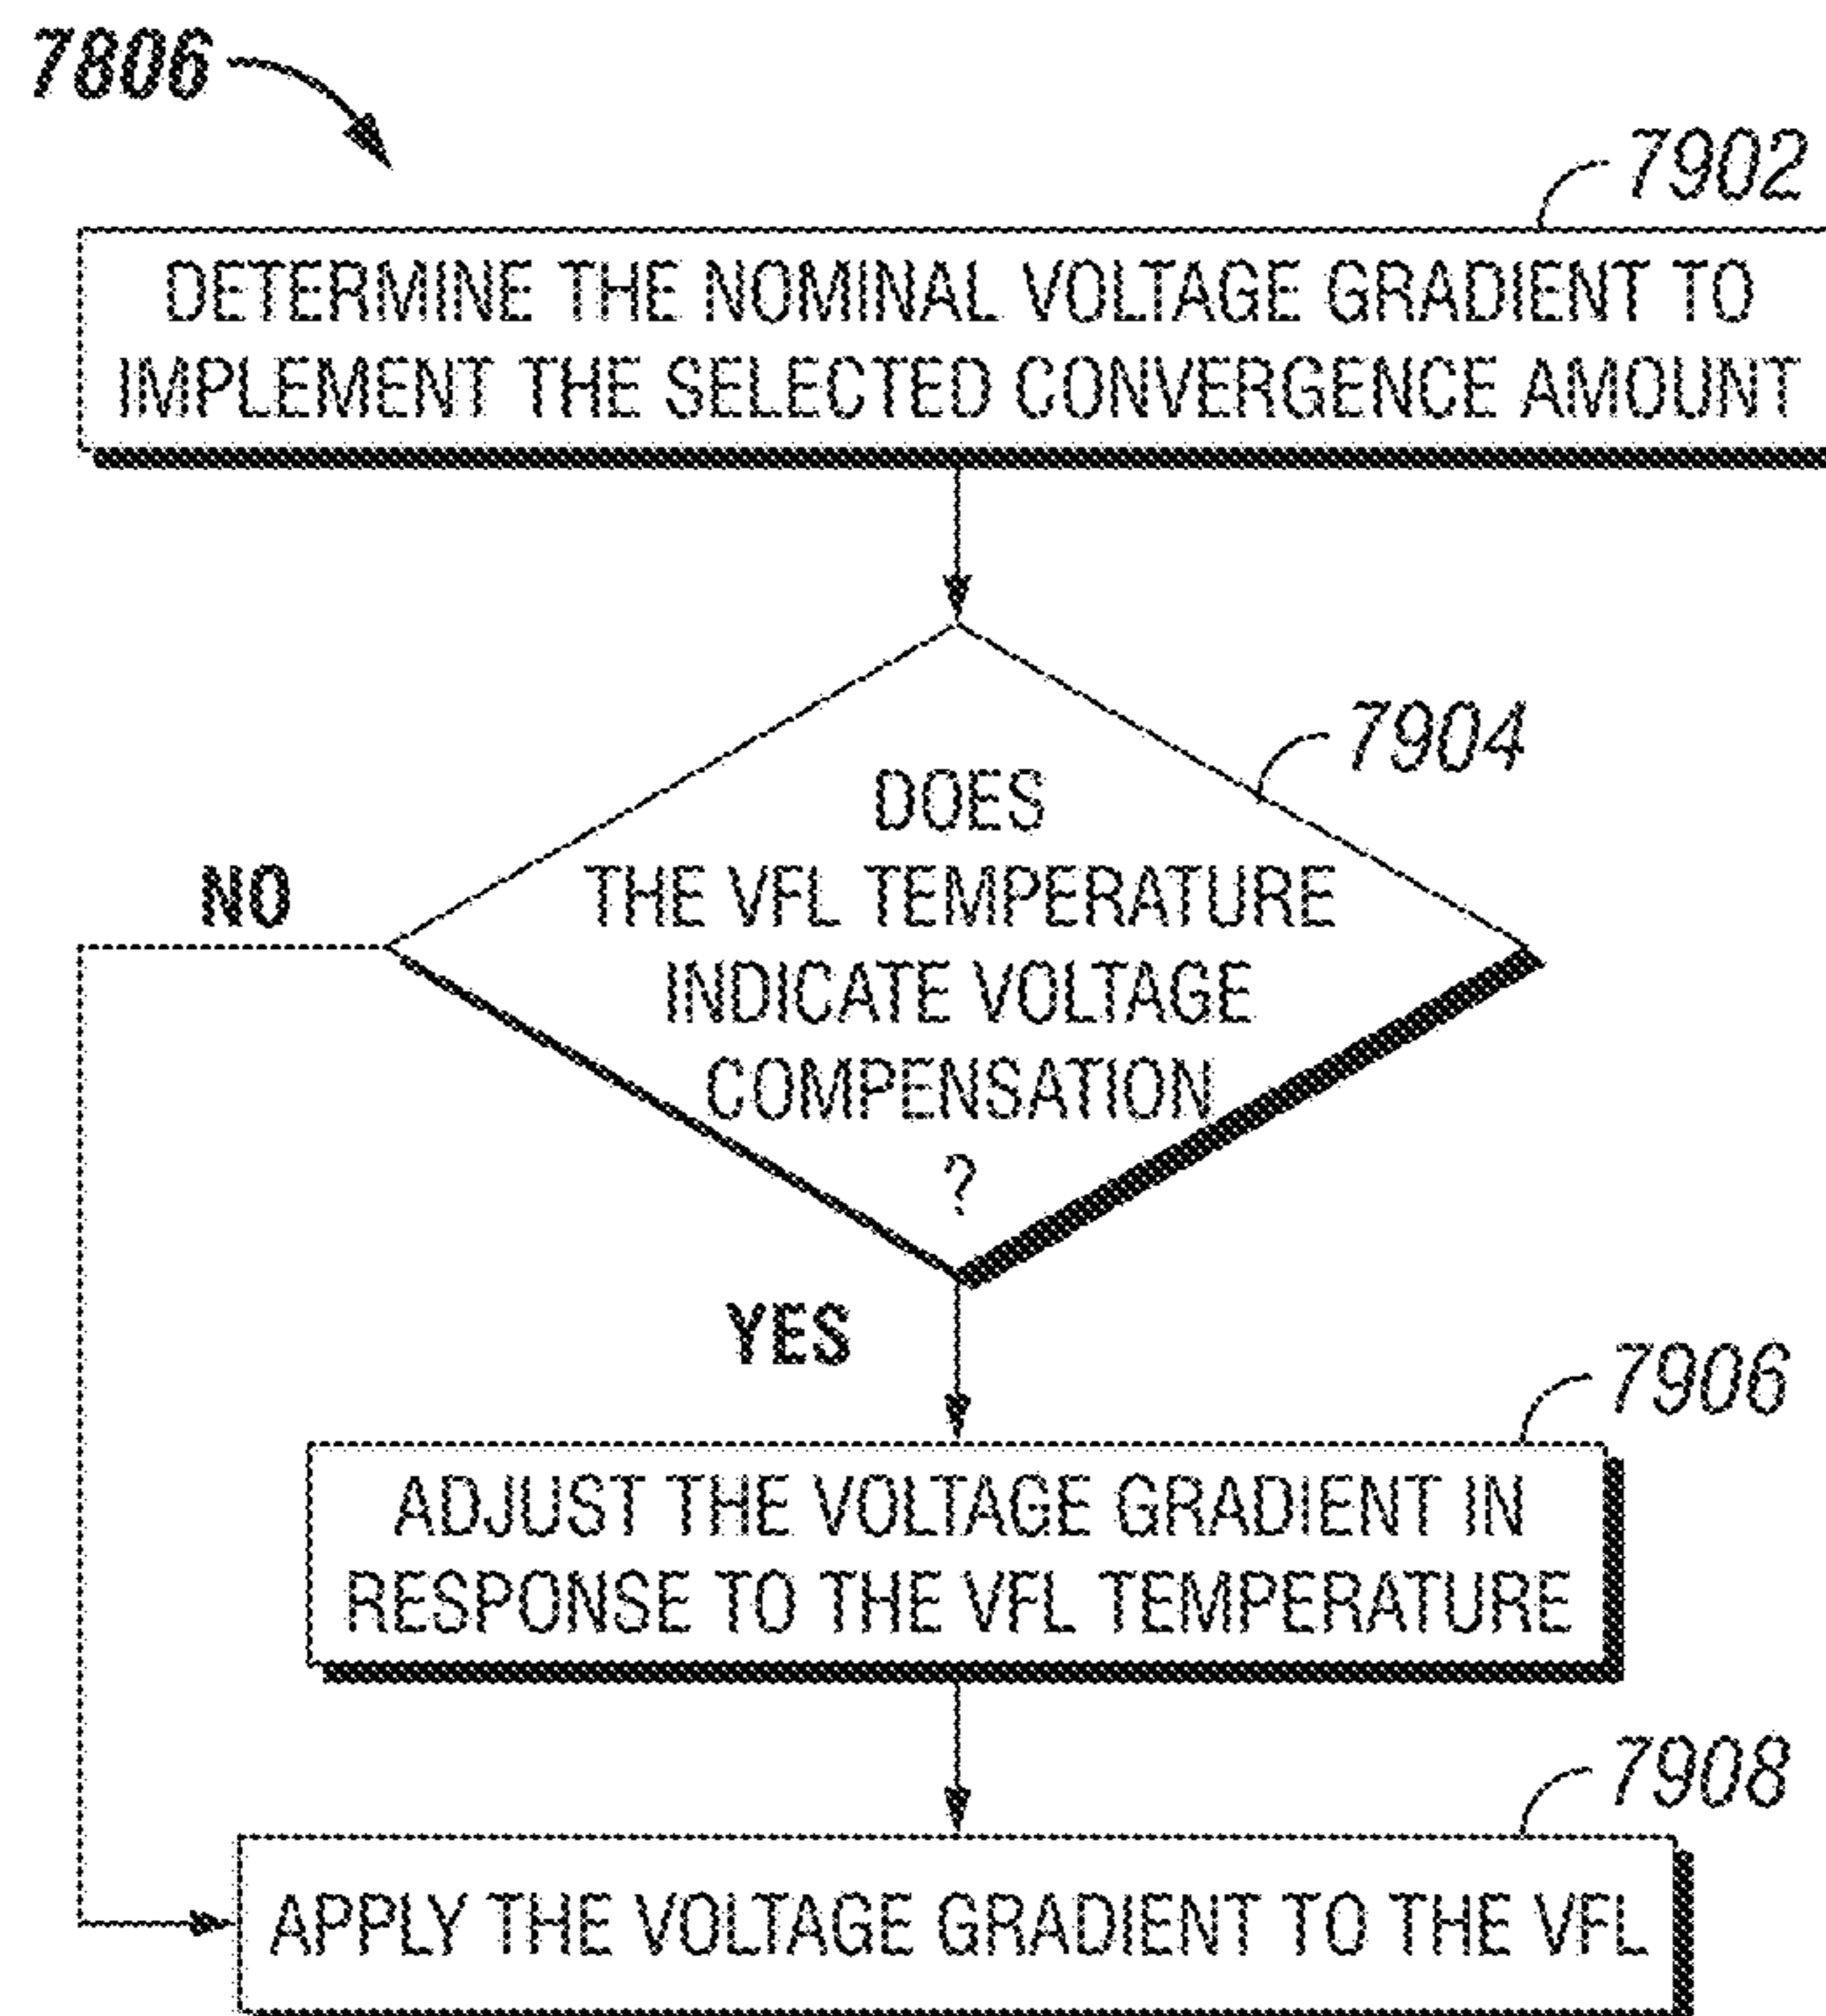 7806
7902
DETERMINE THE NOMINAL VOLTAGE GRADIENT TO
IMPLEMENT THE SELECTED CONVERGENCE AMOUNT
7904
DOES
THE VFL TEMPERATURE
INDICATE VOLTAGE
COMPENSATION
?
NO
YES
7906
ADJUST THE VOLTAGE GRADIENT IN
RESPONSE TO THE VFL TEMPERATURE
7908
APPLY THE VOLTAGE GRADIENT TO THE VFL